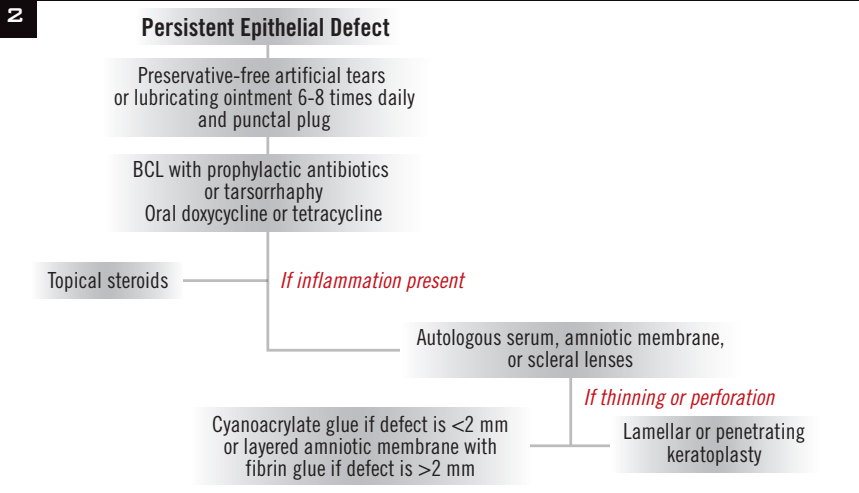 2
Persistent Epithelial Defect
Preservative-free artificial tears
or lubricating ointment 6-8 times daily
and punctal plug
BCL with prophylactic antibiotics
or tarsorrhaphy
Oral doxycycline or tetracycline
Topical steroids
If inflammation present
Autologous serum, amniotic membrane,
or scleral lenses
If thinning or perforation
Cyanoacrylate glue if defect is <2 mm
or layered amniotic membrane with
fibrin glue if defect is >2 mm
Lamellar or penetrating
keratoplasty